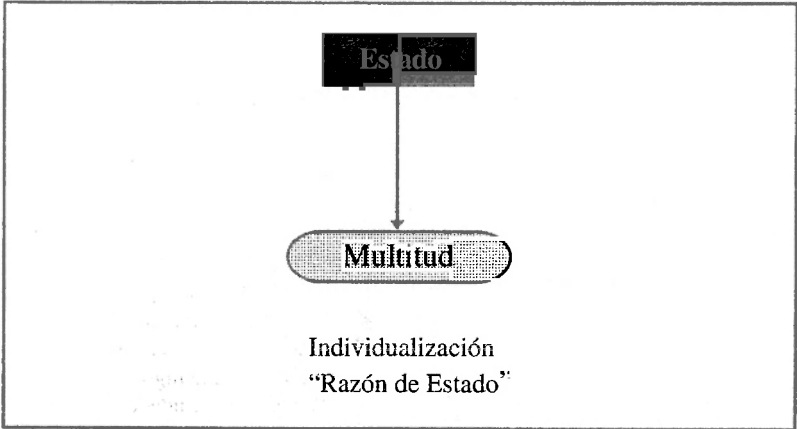 Estado
Multitud
Individualización
“Razón de Estado”